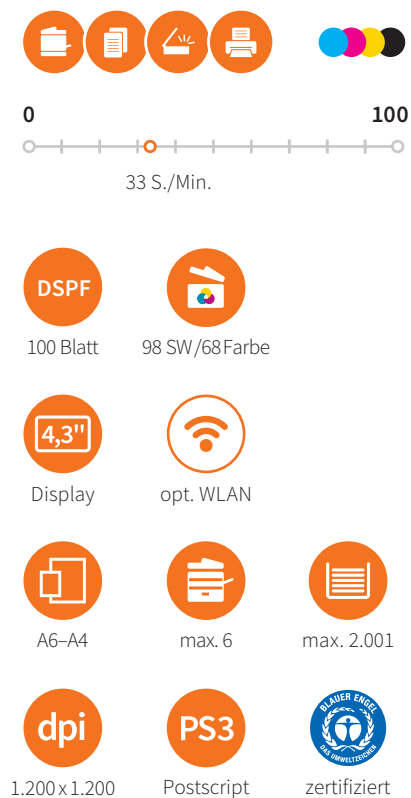 0 100
33 S./Min.
DSPF
100 Blatt 98 SW/68 Farbe
4,3"
Display opt. WLAN
A6–A4 max. 6 max. 2.001
dpi PS3 BLAUER ENGEL DAS UMWELTZEICHEN
1.200 x 1.200 Postscript zertifiziert